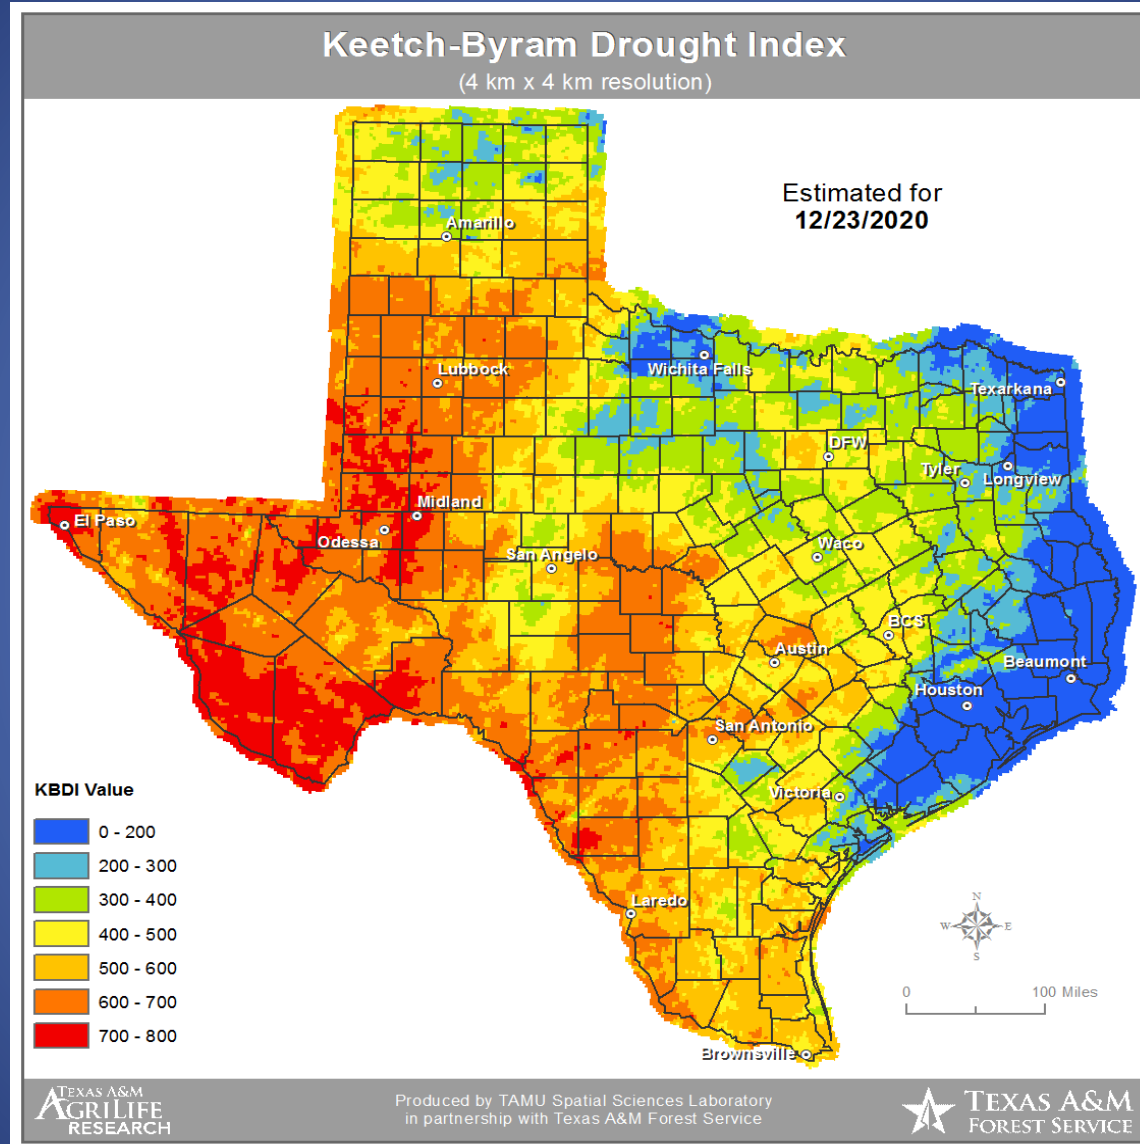 Keetch-Byram Drought Index
(4 km x 4 km resolution)
Estimated for
12/23/2020
Amarillo
Lubbock
Wichita Falls
Texarkana
DFW
Tyler
Longview
Midland
El Paso
Odessa
San Angelo
Waco
BCS
Austin
Beaumont
Houston
San Antonio
Victoria
Laredo
Brownsville
KBDI Value
0 - 200
200 - 300
300 - 400
400 - 500
500 - 600
600 - 700
700 - 800
N
W
E
S
0
100 Miles
TEXAS A&M
AGRILIFE
RESEARCH
Produced by TAMU Spatial Sciences Laboratory
in partnership with Texas A&M Forest Service
TEXAS A&M
FOREST SERVICE